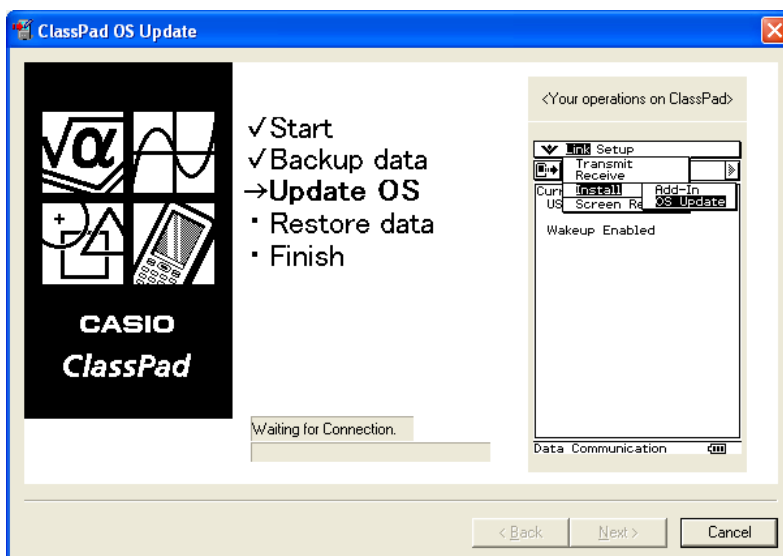 ClassPad OS Update
√α
CASIO
ClassPad
√Start
√Backup data
→Update OS
· Restore data
· Finish
Waiting for Connection.
<Your operations on ClassPad>
Link Setup
Transmit
Receive
Install Add-In
Screen Re OS Update
Curr
US
Wakeup Enabled
Data Communication
< Back Next > Cancel